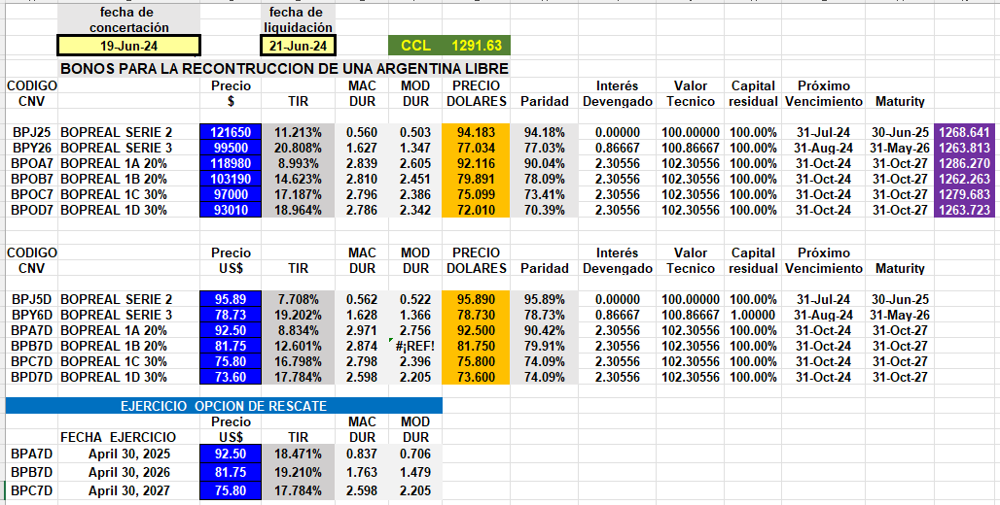 fecha de fecha de
concertación liquidación
19-Jun-24 21-Jun-24 CCL 1291.63
BONOS PARA LA RECONTRUCCION DE UNA ARGENTINA LIBRE
CODIGO Precio MAC MOD PRECIO Interés Valor Capital Próximo
CNV $ TIR DUR DUR DOLARES Paridad Devengado Tecnico residual Vencimiento Maturity
BPJ25 BOPREAL SERIE 2 121650 11.213% 0.560 0.503 94.183 94.18% 0.00000 100.00000 100.00% 31-Jul-24 30-Jun-25 1268.641
BPY26 BOPREAL SERIE 3 99500 20.808% 1.627 1.347 77.034 77.03% 0.86667 100.86667 100.00% 31-Aug-24 31-May-26 1263.813
BPOA7 BOPREAL 1A 20% 118980 8.993% 2.839 2.605 92.116 90.04% 2.30556 102.30556 100.00% 31-Oct-24 31-Oct-27 1286.270
BPOB7 BOPREAL 1B 20% 103190 14.623% 2.810 2.451 79.891 78.09% 2.30556 102.30556 100.00% 31-Oct-24 31-Oct-27 1262.263
BPOC7 BOPREAL 1C 30% 97000 17.187% 2.796 2.386 75.099 73.41% 2.30556 102.30556 100.00% 31-Oct-24 31-Oct-27 1279.683
BPOD7 BOPREAL 1D 30% 93010 18.964% 2.786 2.342 72.010 70.39% 2.30556 102.30556 100.00% 31-Oct-24 31-Oct-27 1263.723
CODIGO Precio MAC MOD PRECIO Interés Valor Capital Próximo
CNV US$ TIR DUR DUR DOLARES Paridad Devengado Tecnico residual Vencimiento Maturity
BPJ5D BOPREAL SERIE 2 95.89 7.708% 0.562 0.522 95.890 95.89% 0.00000 100.00000 100.00% 31-Jul-24 30-Jun-25
BPY6D BOPREAL SERIE 3 78.73 19.202% 1.628 1.366 78.730 78.73% 0.86667 100.86667 1.00000 31-Aug-24 31-May-26
BPA7D BOPREAL 1A 20% 92.50 8.834% 2.971 2.756 92.500 90.42% 2.30556 102.30556 100.00% 31-Oct-24 31-Oct-27
BPB7D BOPREAL 1B 20% 81.75 12.601% 2.874 #¡REF! 81.750 79.91% 2.30556 102.30556 100.00% 31-Oct-24 31-Oct-27
BPC7D BOPREAL 1C 30% 75.80 16.798% 2.798 2.396 75.800 74.09% 2.30556 102.30556 100.00% 31-Oct-24 31-Oct-27
BPD7D BOPREAL 1D 30% 73.60 17.784% 2.598 2.205 73.600 74.09% 2.30556 102.30556 100.00% 31-Oct-24 31-Oct-27
EJERCICIO OPCION DE RESCATE
Precio MAC MOD
FECHA EJERCICIO US$ TIR DUR DUR
BPA7D April 30, 2025 92.50 18.471% 0.837 0.706
BPB7D April 30, 2026 81.75 19.210% 1.763 1.479
BPC7D April 30, 2027 75.80 17.784% 2.598 2.205